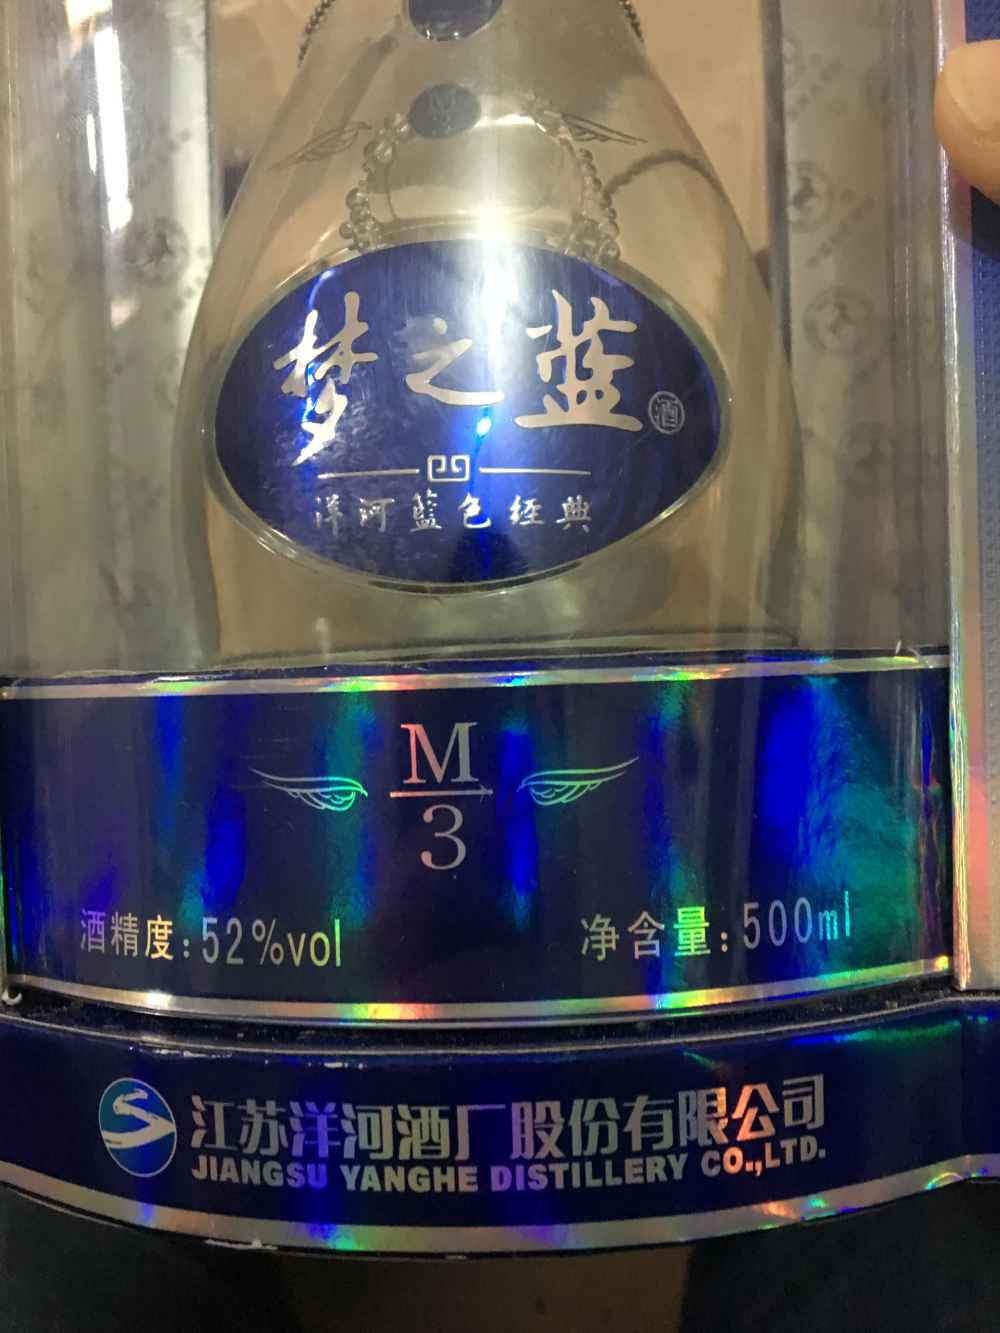 梦之蓝 酒
洋河蓝色经典
M
3
酒精度:52%vol
净含量:500ml
江苏洋河酒厂股份有限公司
JIANGSU YANGHE DISTILLERY CO.,LTD.